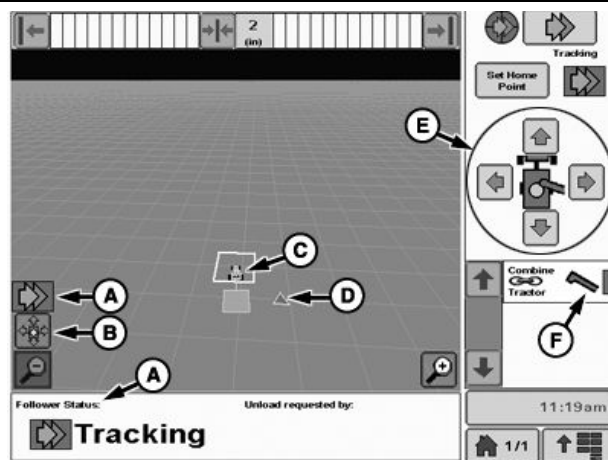 2
(in)
Tracking
Set Home
Point
E
C
A
D
B
Combine
Tractor
F
A
Follower Status:
Unload requested by:
Tracking
11:19am
1/1